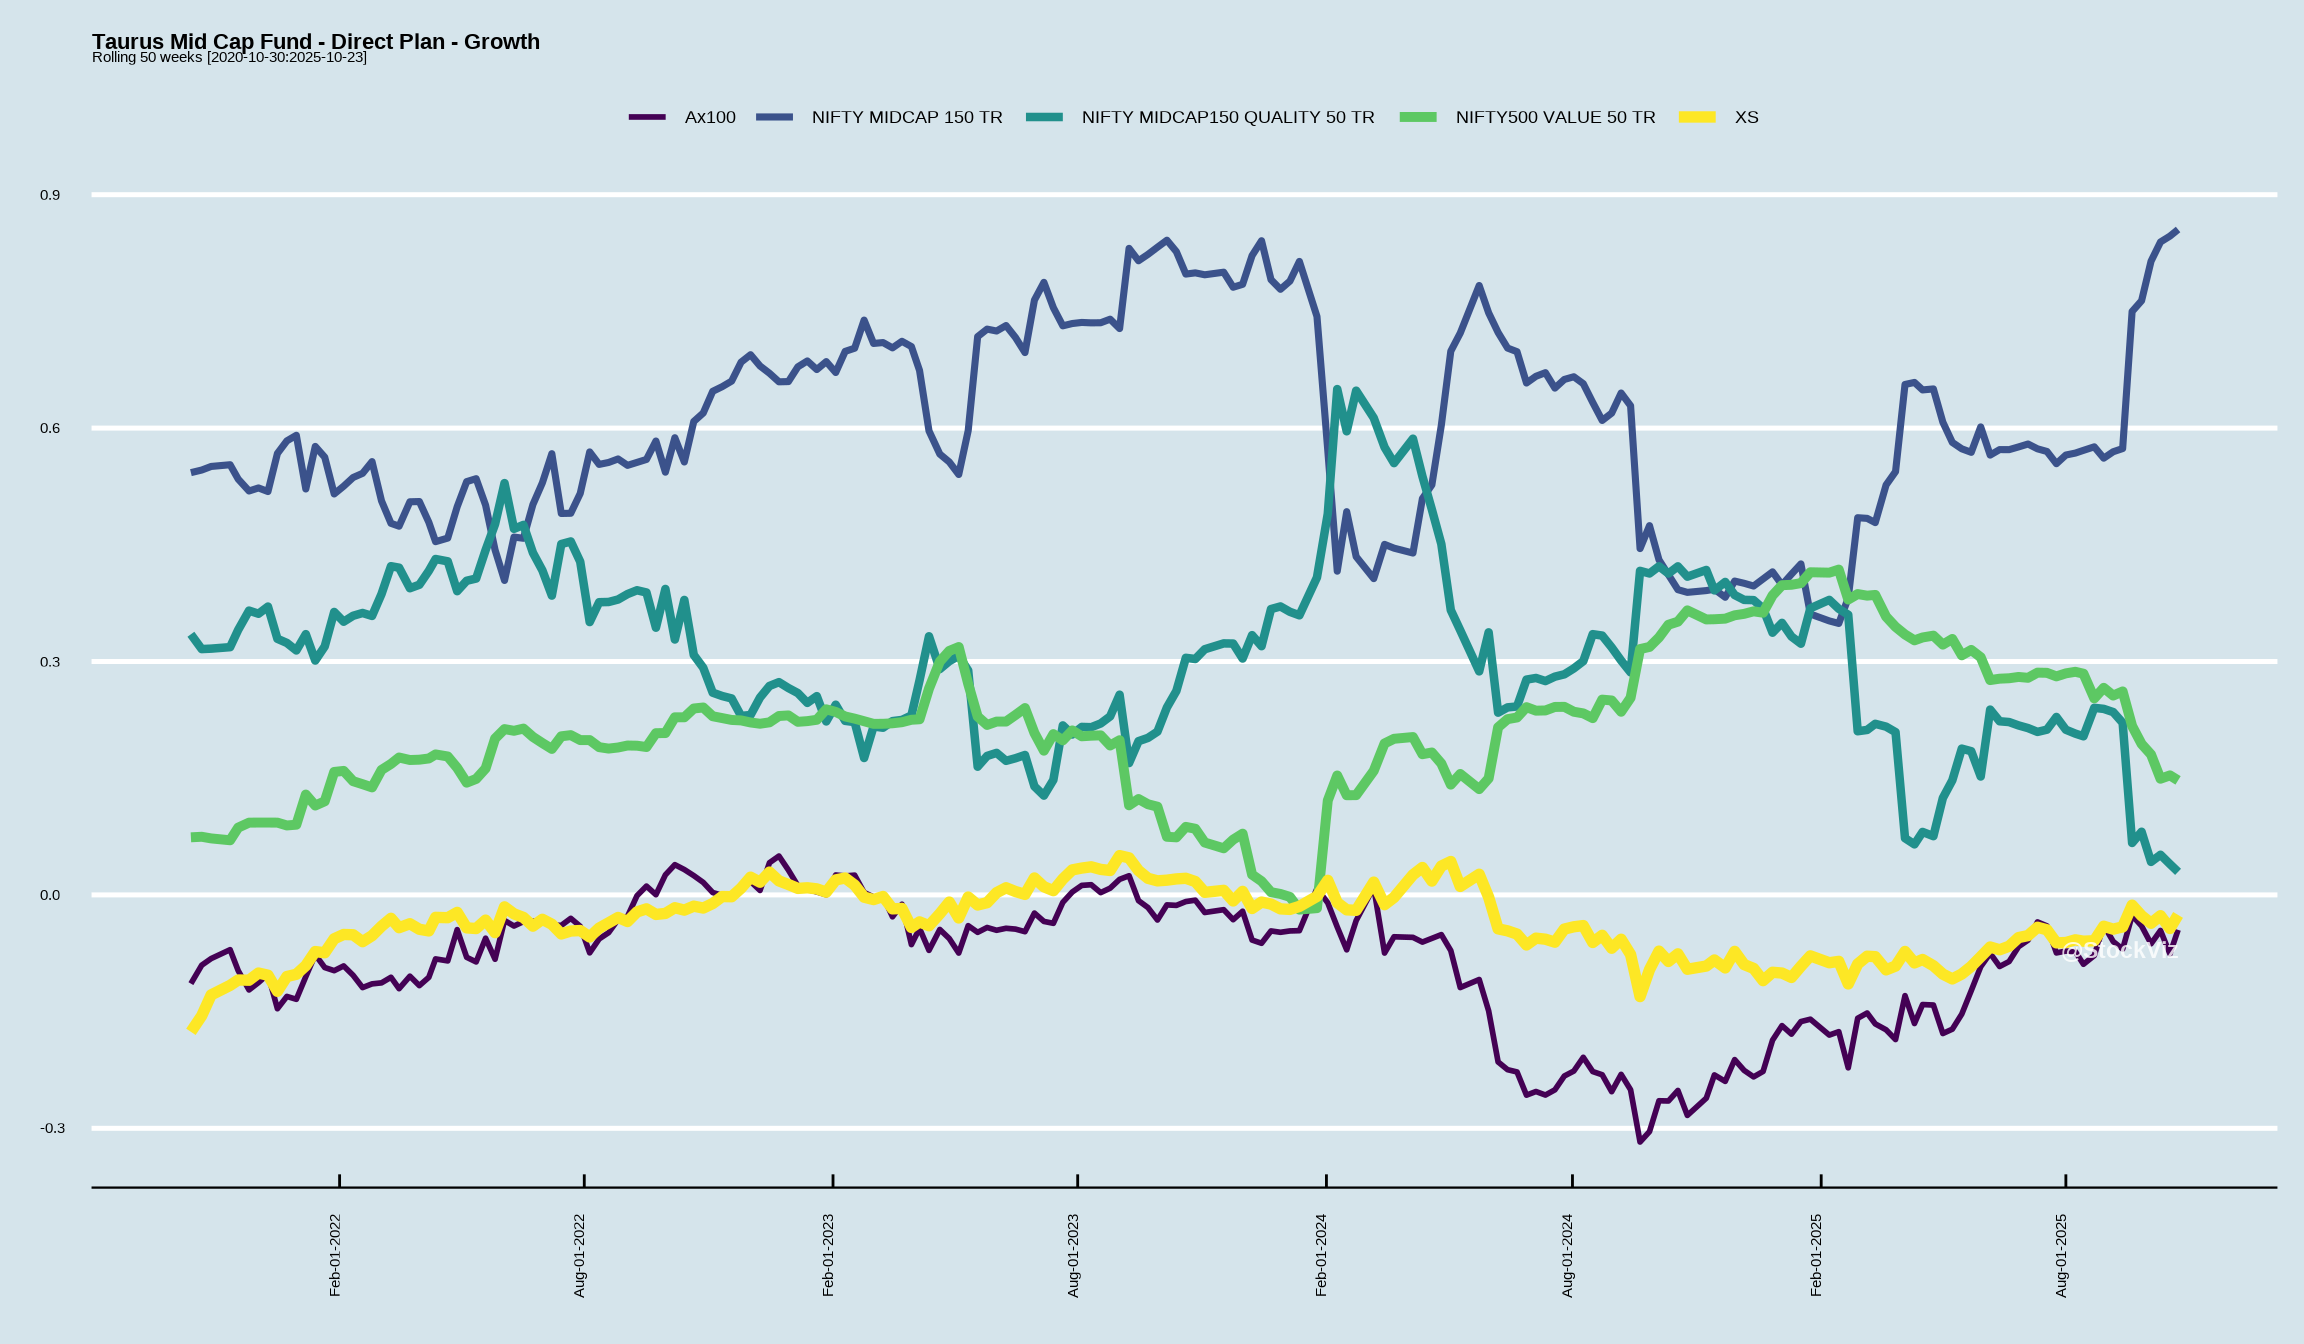 Taurus Mid Cap Fund - Direct Plan - Growth
Rolling 50 weeks [2020-10-30:2025-10-23]
Ax100 NIFTY MIDCAP 150 TR NIFTY MIDCAP150 QUALITY 50 TR NIFTY500 VALUE 50 TR XS
0.9
0.6
0.3
0.0
@StockViz
-0.3
Feb-01-2022 Aug-01-2022 Feb-01-2023 Aug-01-2023 Feb-01-2024 Aug-01-2024 Feb-01-2025 Aug-01-2025